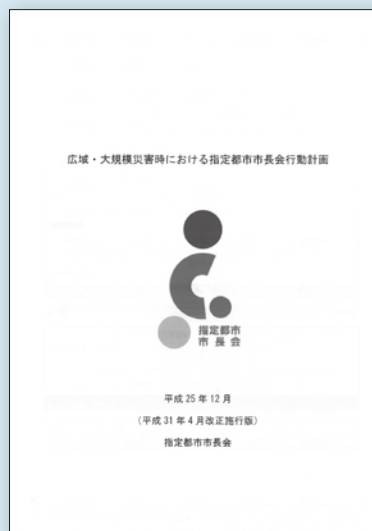 広域・大規模災害時における指定都市市長会行動計画
指定都市
市長会
平成25年12月
（平成31年4月改正施行版）
指定都市市長会